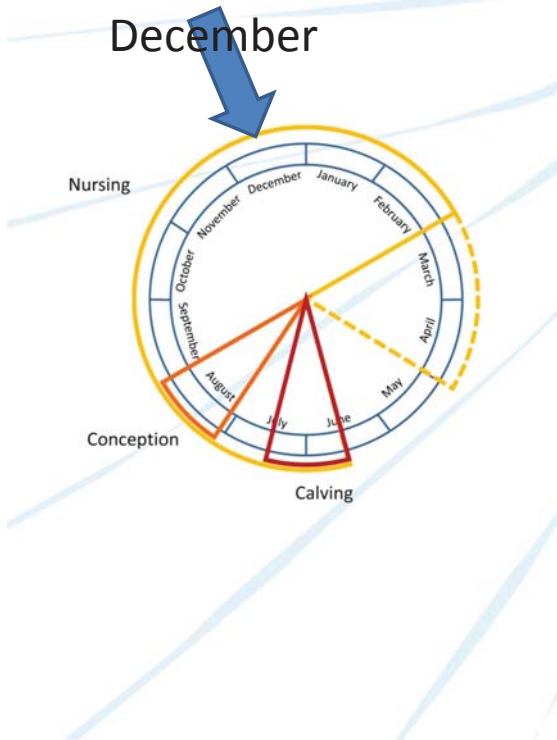 December
Nursing
December
January
November
February
October
March
September
April
August
May
July
June
Conception
Calving